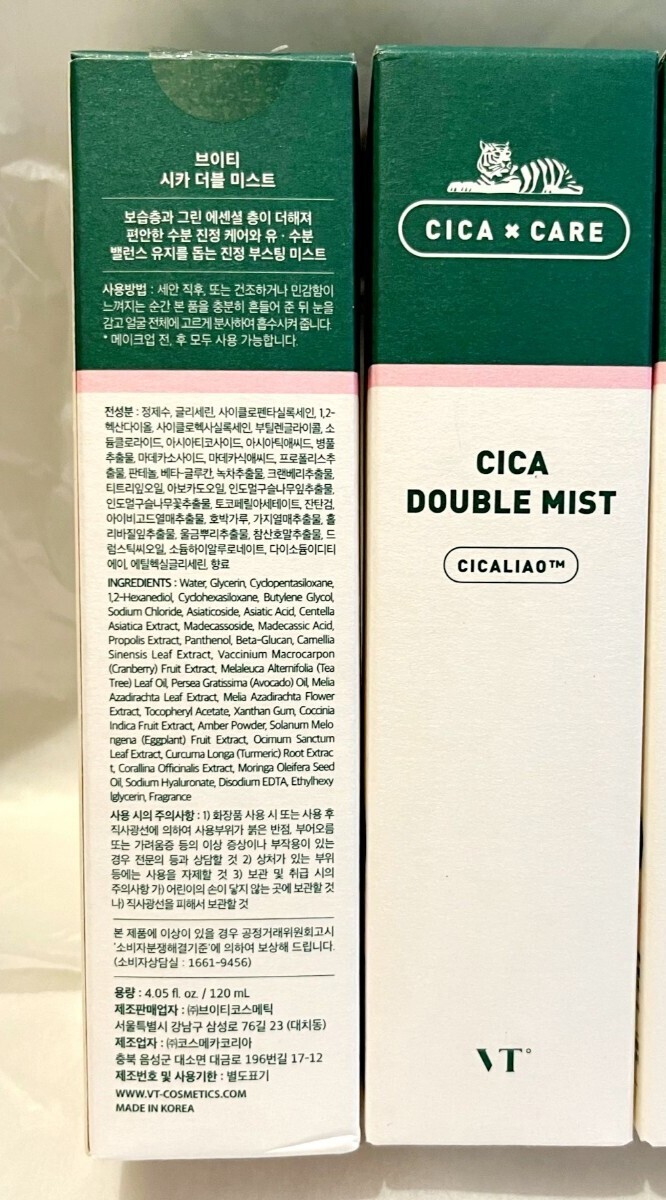 브이티
시카 더블 미스트
보습층과 그린 에센셜 층이 더해져
편안한 수분 진정 케어와 유·수분
밸런스 유지를 돕는 진정 부스팅 미스트
사용방법 : 세안 직후, 또는 건조하거나 민감함이
느껴지는 순간 본 품을 충분히 흔들어 준 뒤 눈을
감고 얼굴 전체에 고르게 분사하여 흡수시켜 줍니다.
* 메이크업 전, 후 모두 사용 가능합니다.
전성분 : 정제수, 글리세린, 사이클로펜타실록세인, 1,2-
헥산다이올, 사이클로헥사실록세인, 부틸렌글라이콜, 소
듐클로라이드, 아시아티코사이드, 아시아틱애씨드, 병풀
추출물, 마데카소사이드, 마데카식애씨드, 프로폴리스추
출물, 판테놀, 베타-글루칸, 녹차추출물, 크랜베리추출물,
티트리잎오일, 아보카도오일, 인도멀구슬나무잎추출물,
인도멀구슬나무꽃추출물, 토코페릴아세테이트, 잔탄검,
아이비고드열매추출물, 호박가루, 가지열매추출물, 홀
리바질잎추출물, 울금뿌리추출물, 참산호말추출물, 드
럼스틱씨오일, 소듐하이알루로네이트, 다이소듐이디티
에이, 에틸헥실글리세린, 향료
INGREDIENTS : Water, Glycerin, Cyclopentasiloxane,
1,2-Hexanediol, Cyclohexasiloxane, Butylene Glycol,
Sodium Chloride, Asiaticoside, Asiatic Acid, Centella
Asiatica Extract, Madecassoside, Madecassic Acid,
Propolis Extract, Panthenol, Beta-Glucan, Camellia
Sinensis Leaf Extract, Vaccinium Macrocarpon
(Cranberry) Fruit Extract, Melaleuca Alternifolia (Tea
Tree) Leaf Oil, Persea Gratissima (Avocado) Oil, Melia
Azadirachta Leaf Extract, Melia Azadirachta Flower
Extract, Tocopheryl Acetate, Xanthan Gum, Coccinia
Indica Fruit Extract, Amber Powder, Solanum Melo
ngena (Eggplant) Fruit Extract, Ocimum Sanctum
Leaf Extract, Curcuma Longa (Turmeric) Root Extrac
t, Corallina Officinalis Extract, Moringa Oleifera Seed
Oil, Sodium Hyaluronate, Disodium EDTA, Ethylhexy
lglycerin, Fragrance
사용 시의 주의사항 : 1) 화장품 사용 시 또는 사용 후
직사광선에 의하여 사용부위가 붉은 반점, 부어오름
또는 가려움증 등의 이상 증상이나 부작용이 있는
경우 전문의 등과 상담할 것 2) 상처가 있는 부위
등에는 사용을 자제할 것 3) 보관 및 취급 시의
주의사항 가) 어린이의 손이 닿지 않는 곳에 보관할 것
나) 직사광선을 피해서 보관할 것
본 제품에 이상이 있을 경우 공정거래위원회고시
'소비자분쟁해결기준'에 의하여 보상해 드립니다.
(소비자상담실 : 1661-9456)
용량 : 4.05 fl. oz. / 120 mL
제조판매업자 : ㈜브이티코스메틱
서울특별시 강남구 삼성로 76길 23 (대치동)
제조업자 : ㈜코스메카코리아
충북 음성군 대소면 대금로 196번길 17-12
제조번호 및 사용기한 : 별도표기
WWW.VT-COSMETICS.COM
MADE IN KOREA
CICA × CARE
CICA
DOUBLE MIST
CICALIAO™
VT°